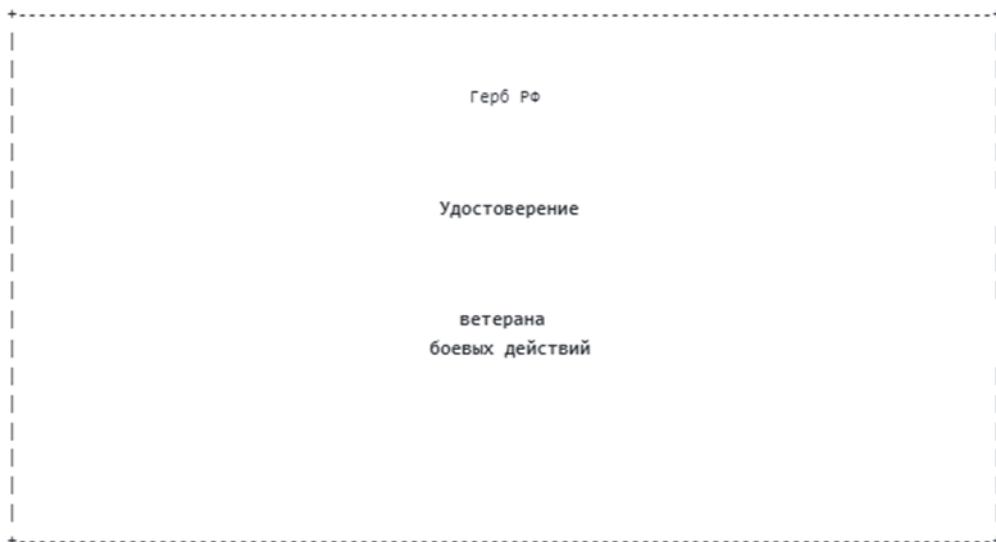 Герб РФ
Удостоверение
ветерана
боевых действий